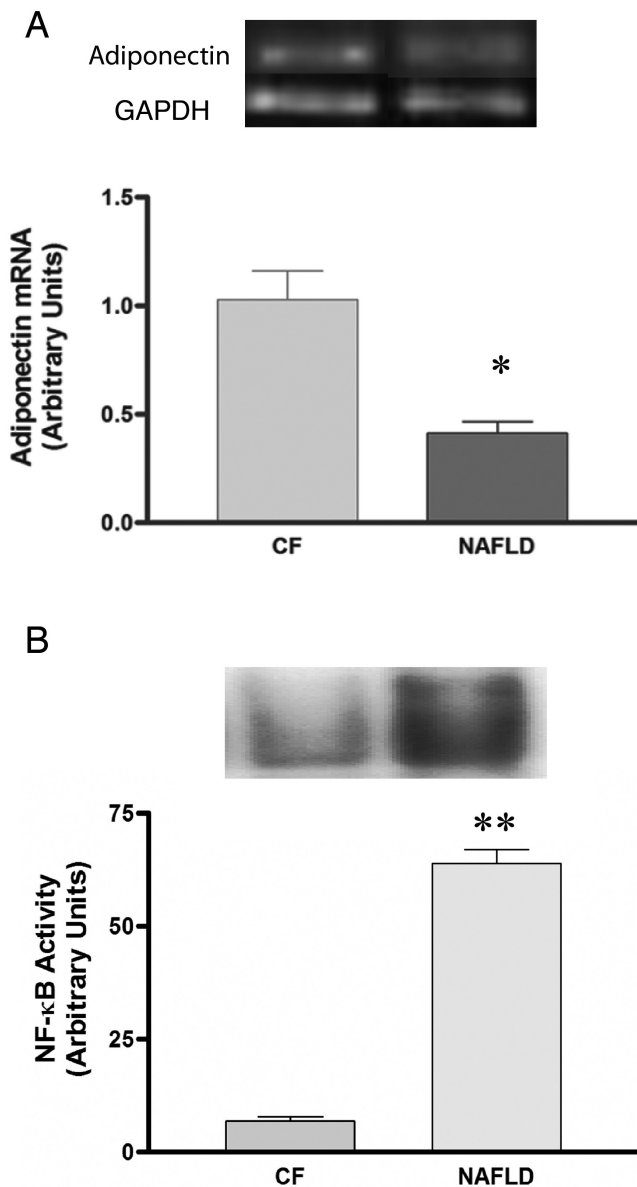 A
Adiponectin
GAPDH
Adiponectin mRNA
(Arbitrary Units)
1.5
1.0
0.5
0.0
*
CF NAFLD
B
NF-κB Activity
(Arbitrary Units)
75
50
25
0
**
CF NAFLD